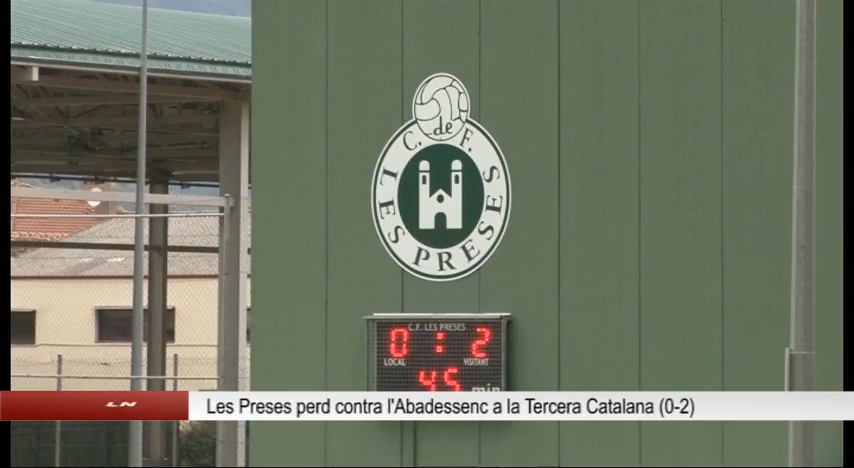 C. de F.
LES PRESES
C.F. LES PRESES
0 : 2
LOCAL VISITANT
45 min
LN Les Preses perd contra l'Abadessenc a la Tercera Catalana (0-2)